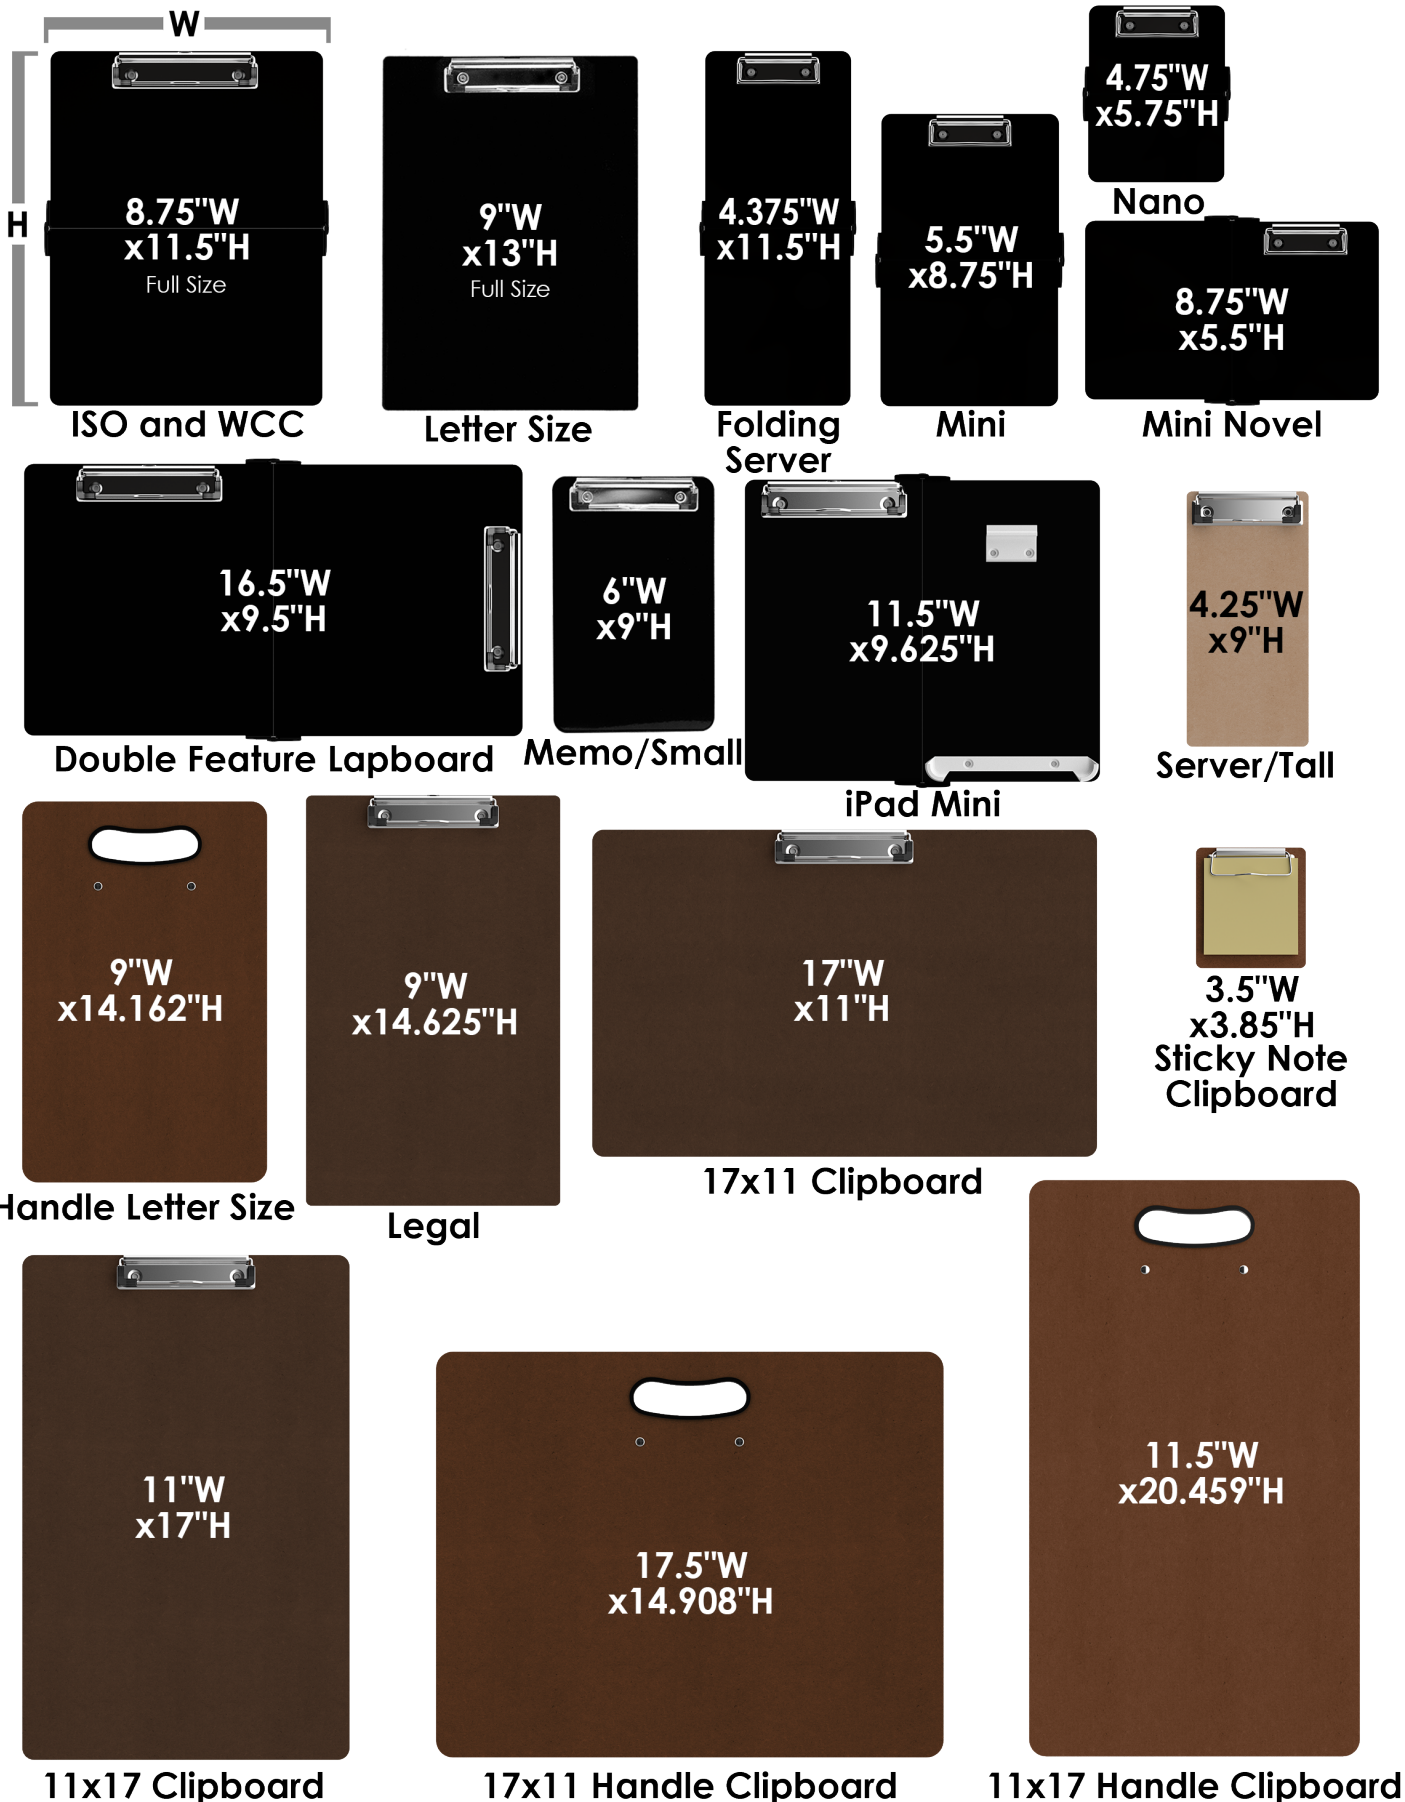 W
H
8.75"W
x11.5"H
Full Size
ISO and WCC
9"W
x13"H
Full Size
Letter Size
4.375"W
x11.5"H
Folding
Server
5.5"W
x8.75"H
Mini
4.75"W
x5.75"H
Nano
8.75"W
x5.5"H
Mini Novel
16.5"W
x9.5"H
Double Feature Lapboard
6"W
x9"H
Memo/Small
11.5"W
x9.625"H
iPad Mini
4.25"W
x9"H
Server/Tall
9"W
x14.162"H
Handle Letter Size
9"W
x14.625"H
Legal
17"W
x11"H
17x11 Clipboard
3.5"W
x3.85"H
Sticky Note
Clipboard
11"W
x17"H
11x17 Clipboard
17.5"W
x14.908"H
17x11 Handle Clipboard
11.5"W
x20.459"H
11x17 Handle Clipboard